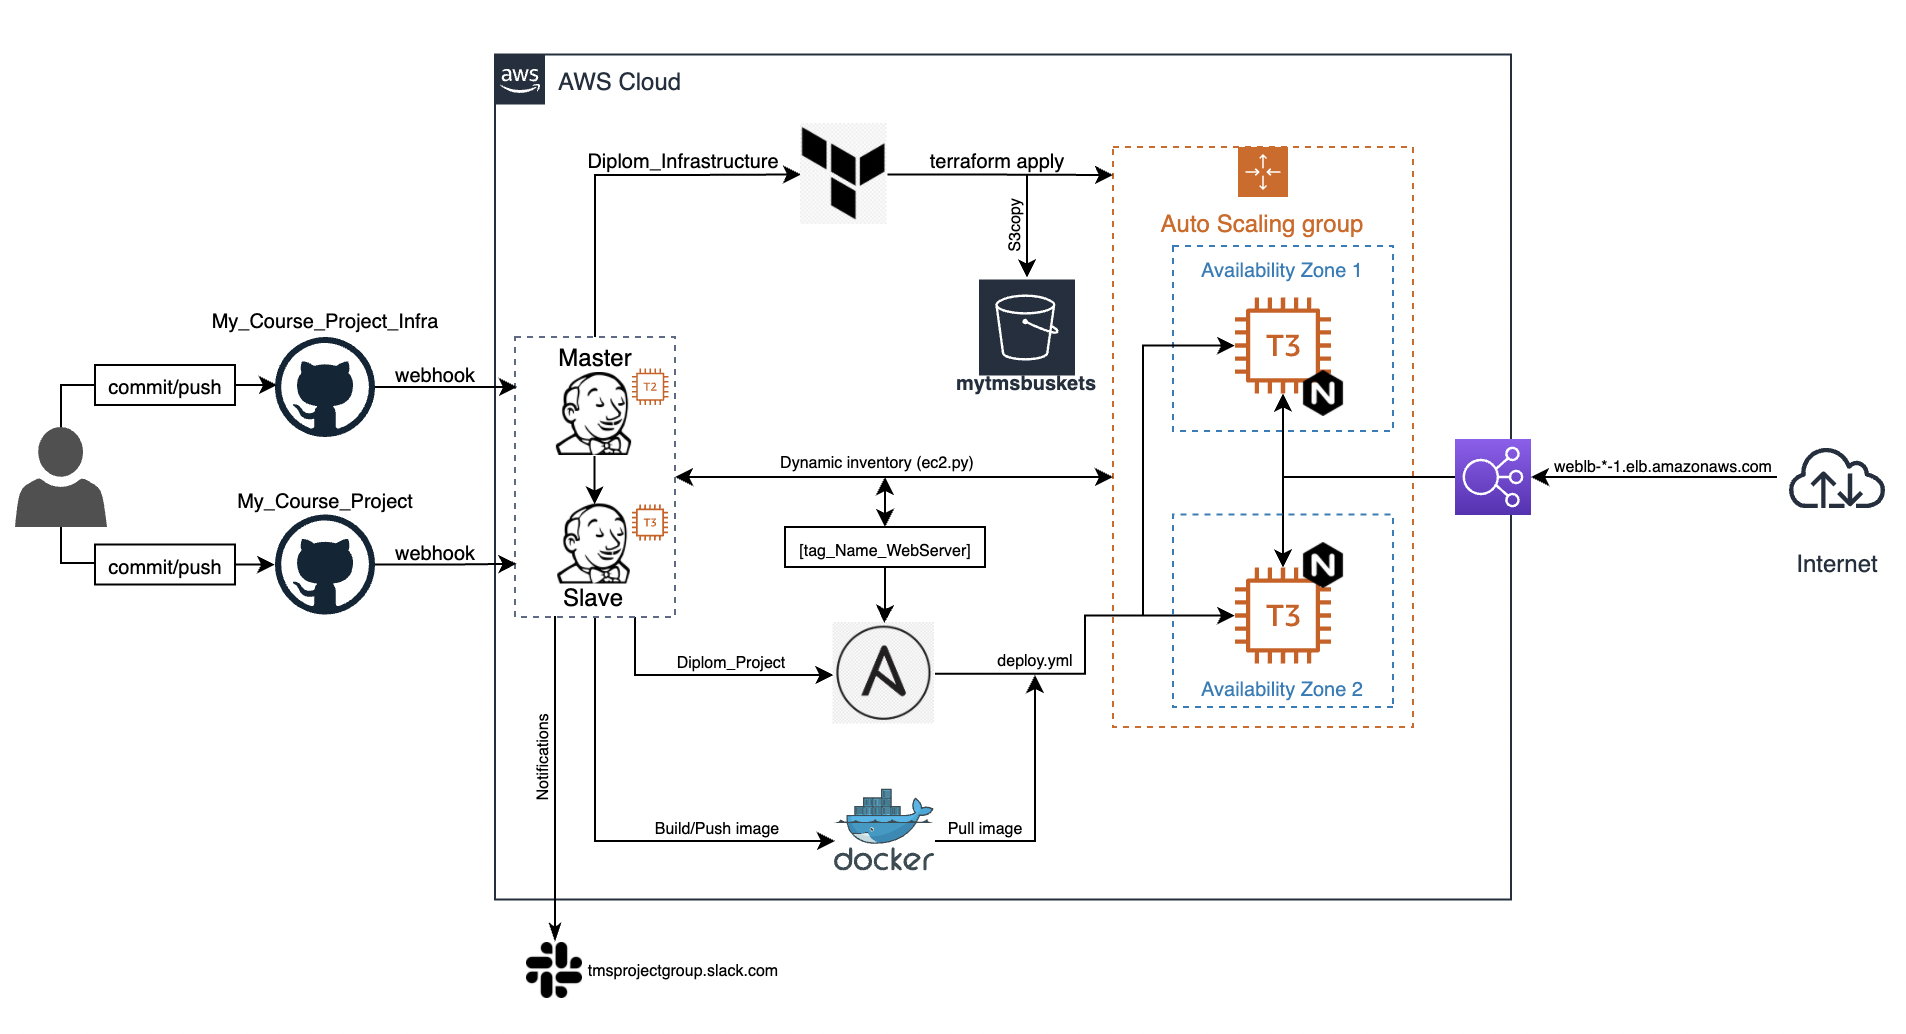 aws
AWS Cloud
Diplom_Infrastructure
terraform apply
S3copy
Auto Scaling group
Availability Zone 1
T3
N
mytmsbuskets
My_Course_Project_Infra
commit/push
webhook
Master
T2
Dynamic inventory (ec2.py)
weblb-*-1.elb.amazonaws.com
My_Course_Project
commit/push
webhook
T3
Slave
[tag_Name_WebServer]
N
T3
Internet
Availability Zone 2
Diplom_Project
A
deploy.yml
Notifications
Build/Push image
Pull image
docker
tmsprojectgroup.slack.com